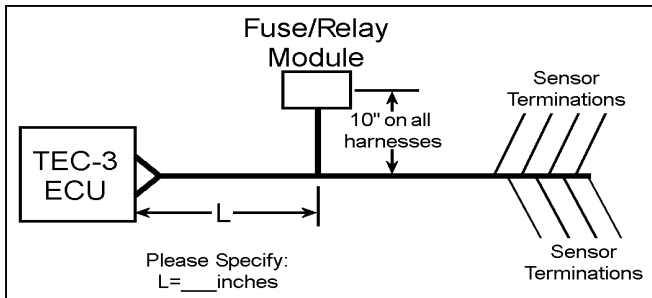 Fuse/Relay
Module
Sensor
Terminations
10" on all
harnesses
TEC-3
ECU
L
Please Specify:
L=___inches
Sensor
Terminations